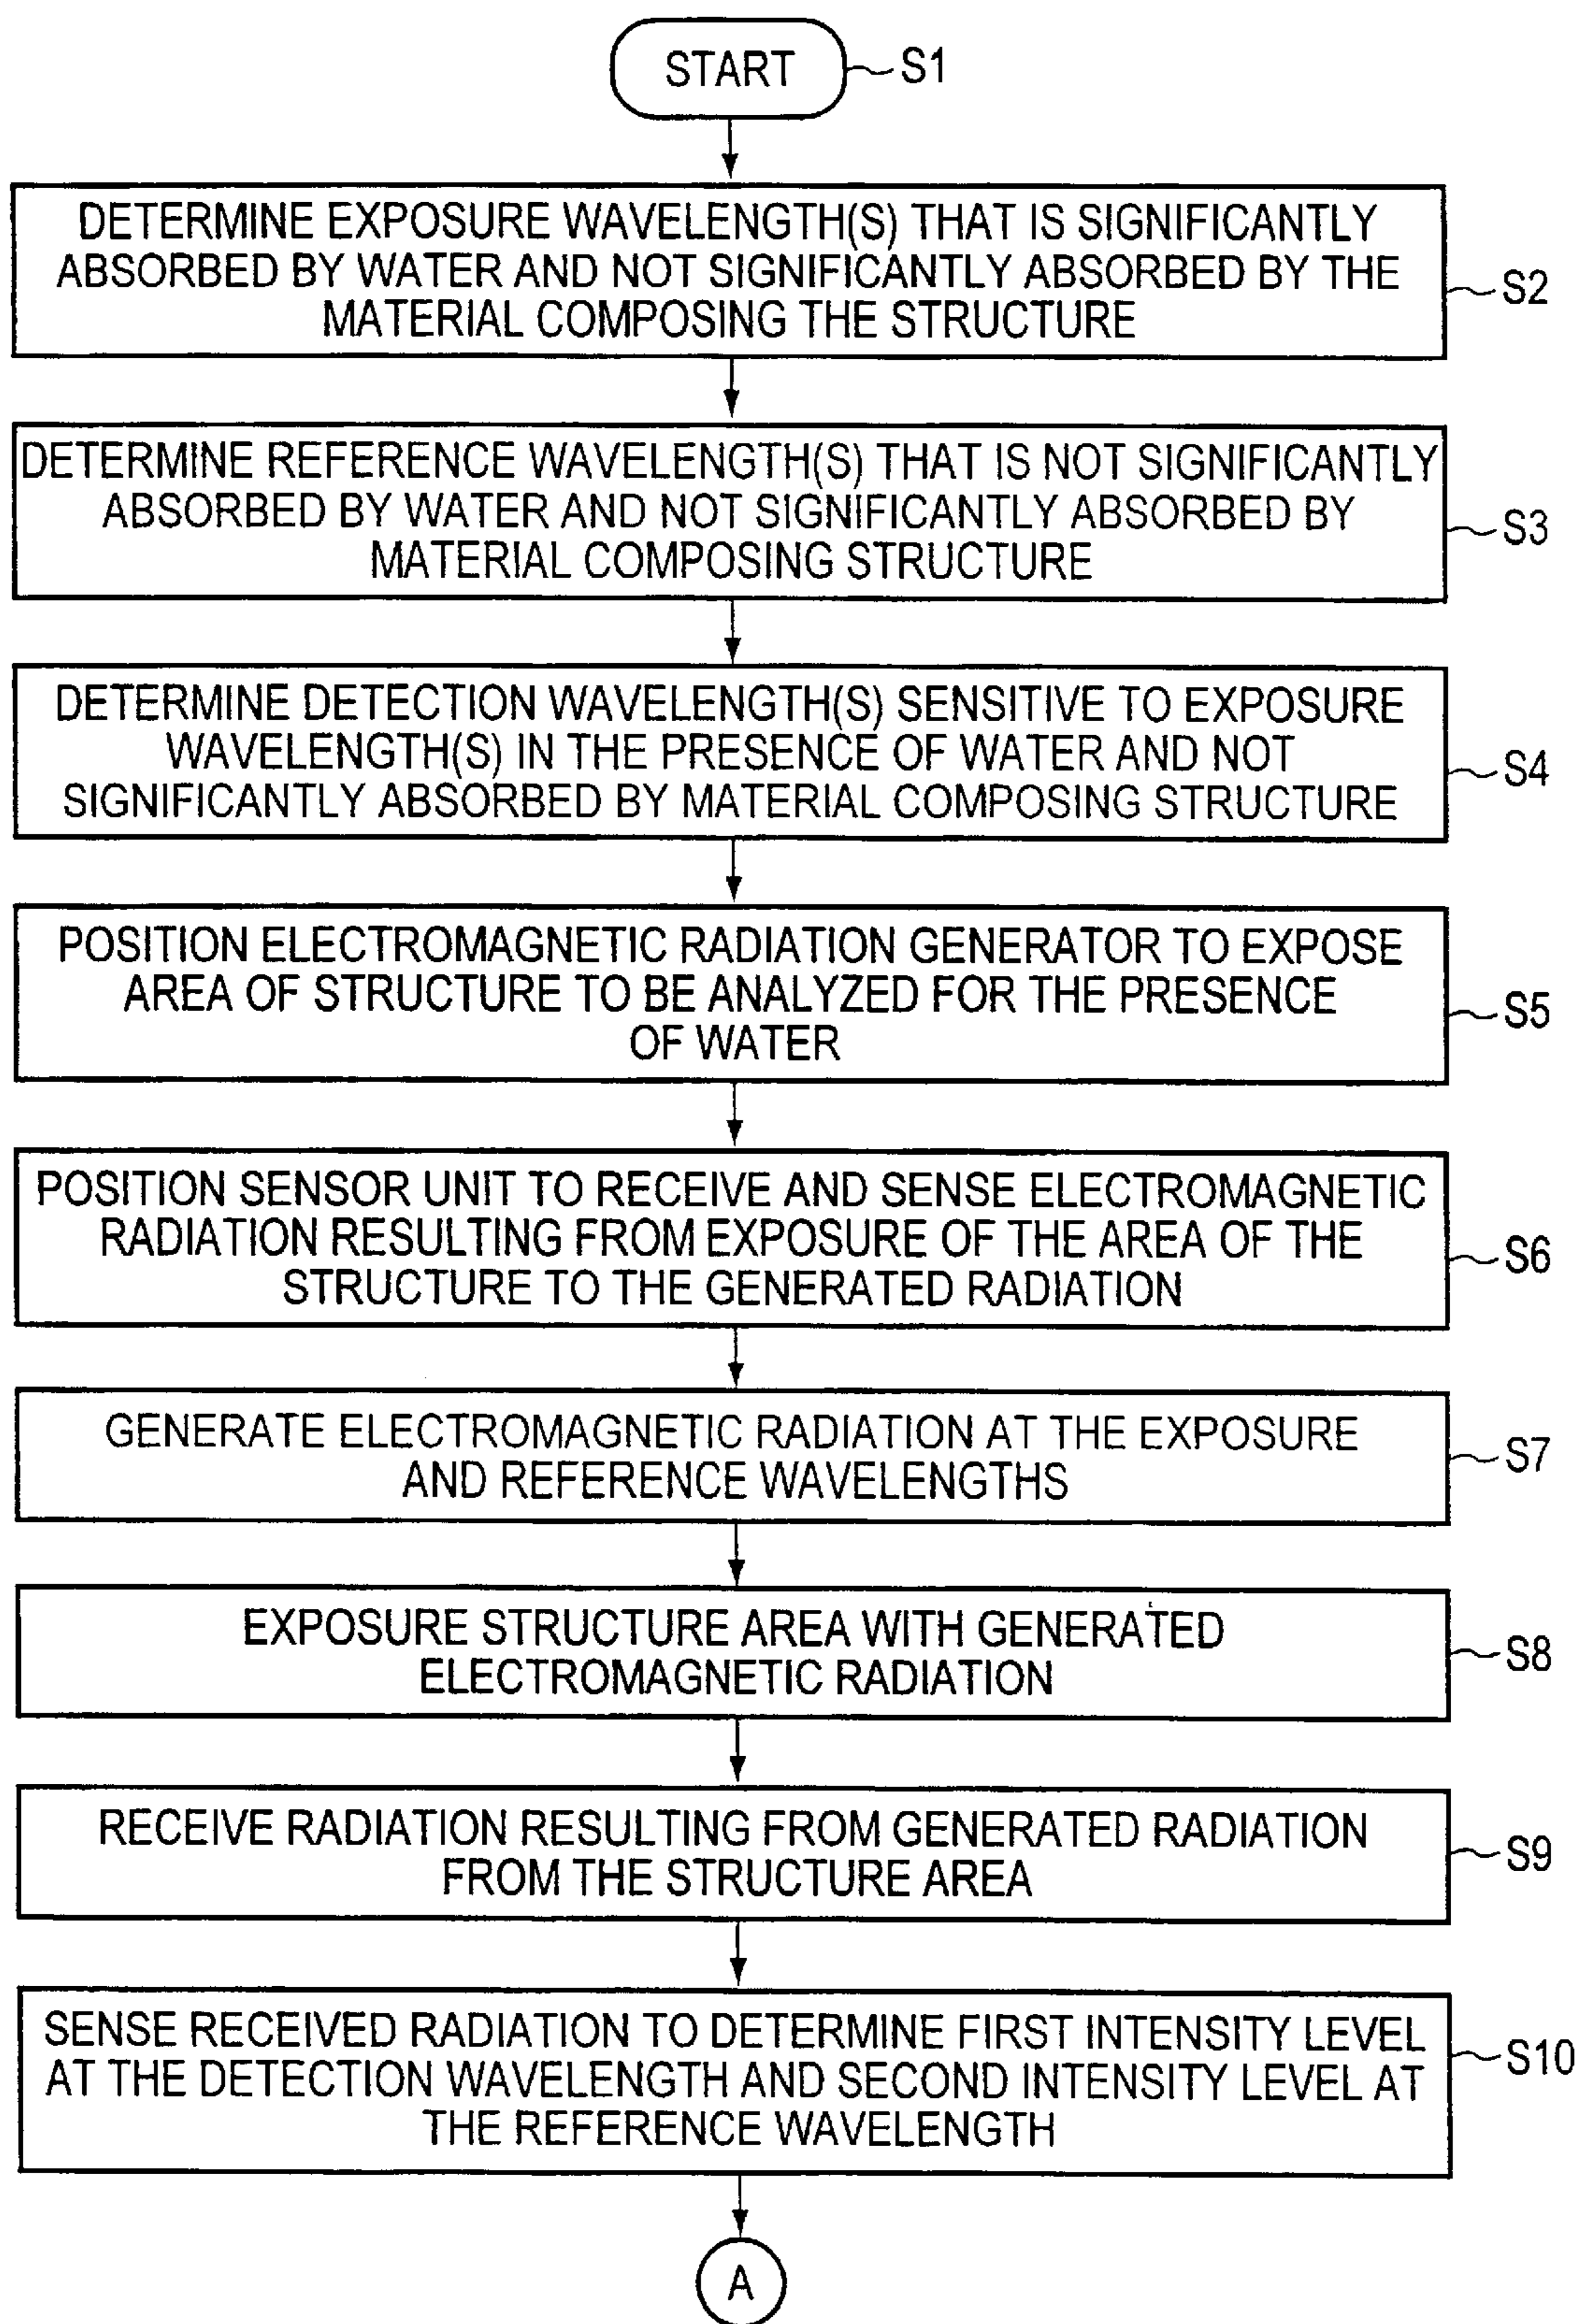 START
S1
DETERMINE EXPOSURE WAVELENGTH(S) THAT IS SIGNIFICANTLY
ABSORBED BY WATER AND NOT SIGNIFICANTLY ABSORBED BY THE
MATERIAL COMPOSING THE STRUCTURE
S2
DETERMINE REFERENCE WAVELENGTH(S) THAT IS NOT SIGNIFICANTLY
ABSORBED BY WATER AND NOT SIGNIFICANTLY ABSORBED BY
MATERIAL COMPOSING STRUCTURE
S3
DETERMINE DETECTION WAVELENGTH(S) SENSITIVE TO EXPOSURE
WAVELENGTH(S) IN THE PRESENCE OF WATER AND NOT
SIGNIFICANTLY ABSORBED BY MATERIAL COMPOSING STRUCTURE
S4
POSITION ELECTROMAGNETIC RADIATION GENERATOR TO EXPOSE
AREA OF STRUCTURE TO BE ANALYZED FOR THE PRESENCE
OF WATER
S5
POSITION SENSOR UNIT TO RECEIVE AND SENSE ELECTROMAGNETIC
RADIATION RESULTING FROM EXPOSURE OF THE AREA OF THE
STRUCTURE TO THE GENERATED RADIATION
S6
GENERATE ELECTROMAGNETIC RADIATION AT THE EXPOSURE
AND REFERENCE WAVELENGTHS
S7
EXPOSURE STRUCTURE AREA WITH GENERATED
ELECTROMAGNETIC RADIATION
S8
RECEIVE RADIATION RESULTING FROM GENERATED RADIATION
FROM THE STRUCTURE AREA
S9
SENSE RECEIVED RADIATION TO DETERMINE FIRST INTENSITY LEVEL
AT THE DETECTION WAVELENGTH AND SECOND INTENSITY LEVEL AT
THE REFERENCE WAVELENGTH
S10
A